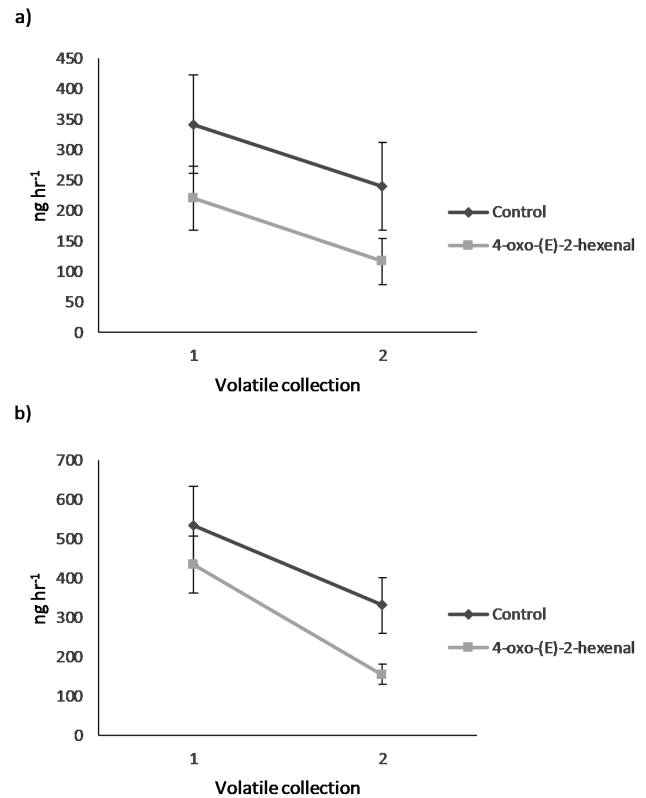 a)
450
400
350
300
250
200
150
100
50
0
ng hr⁻¹
1 2
Volatile collection
Control
4-oxo-(E)-2-hexenal
b)
700
600
500
400
300
200
100
0
ng hr⁻¹
1 2
Volatile collection
Control
4-oxo-(E)-2-hexenal